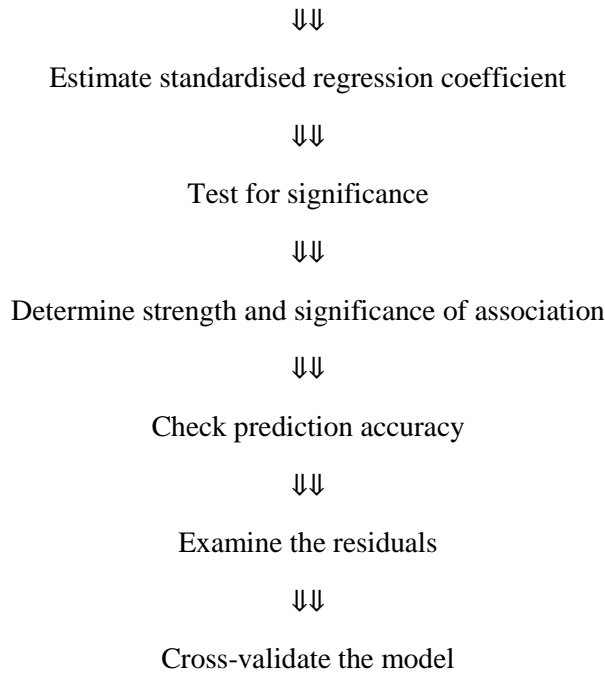 ⇓⇓
Estimate standardised regression coefficient
⇓⇓
Test for significance
⇓⇓
Determine strength and significance of association
⇓⇓
Check prediction accuracy
⇓⇓
Examine the residuals
⇓⇓
Cross-validate the model